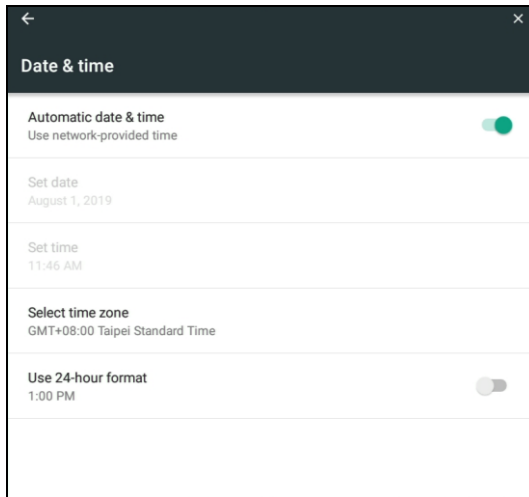 Date & time
Automatic date & time
Use network-provided time
Set date
August 1, 2019
Set time
11:46 AM
Select time zone
GMT+08:00 Taipei Standard Time
Use 24-hour format
1:00 PM